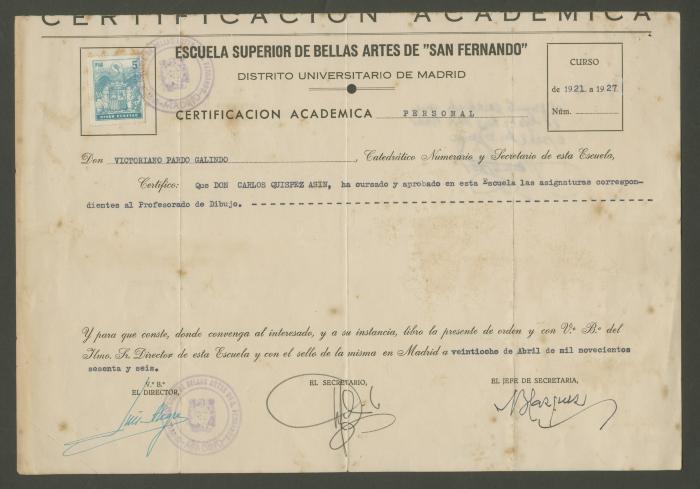 CERTIFICACION ACADEMICA
ESCUELA SUPERIOR DE BELLAS ARTES DE "SAN FERNANDO"
DISTRITO UNIVERSITARIO DE MADRID
CERTIFICACION ACADEMICA PERSONAL
CURSO
de 1921 a 1927
Núm.
Don VICTORIANO PARDO GALINDO, Catedrático Numerario y Secretario de esta Escuela,
Certifico: Que DON CARLOS QUISPEZ ASIN, ha cursado y aprobado en esta Escuela las asignaturas correspon-
dientes al Profesorado de Dibujo.
Y para que conste, donde convenga al interesado, y a su instancia, libro la presente de orden y con V.º B.º del
Ilmo. Sr. Director de esta Escuela y con el sello de la misma en Madrid a veintiocho de Abril de mil novecientos
sesenta y seis.
V.º B.º
EL DIRECTOR,
EL SECRETARIO,
EL JEFE DE SECRETARIA,